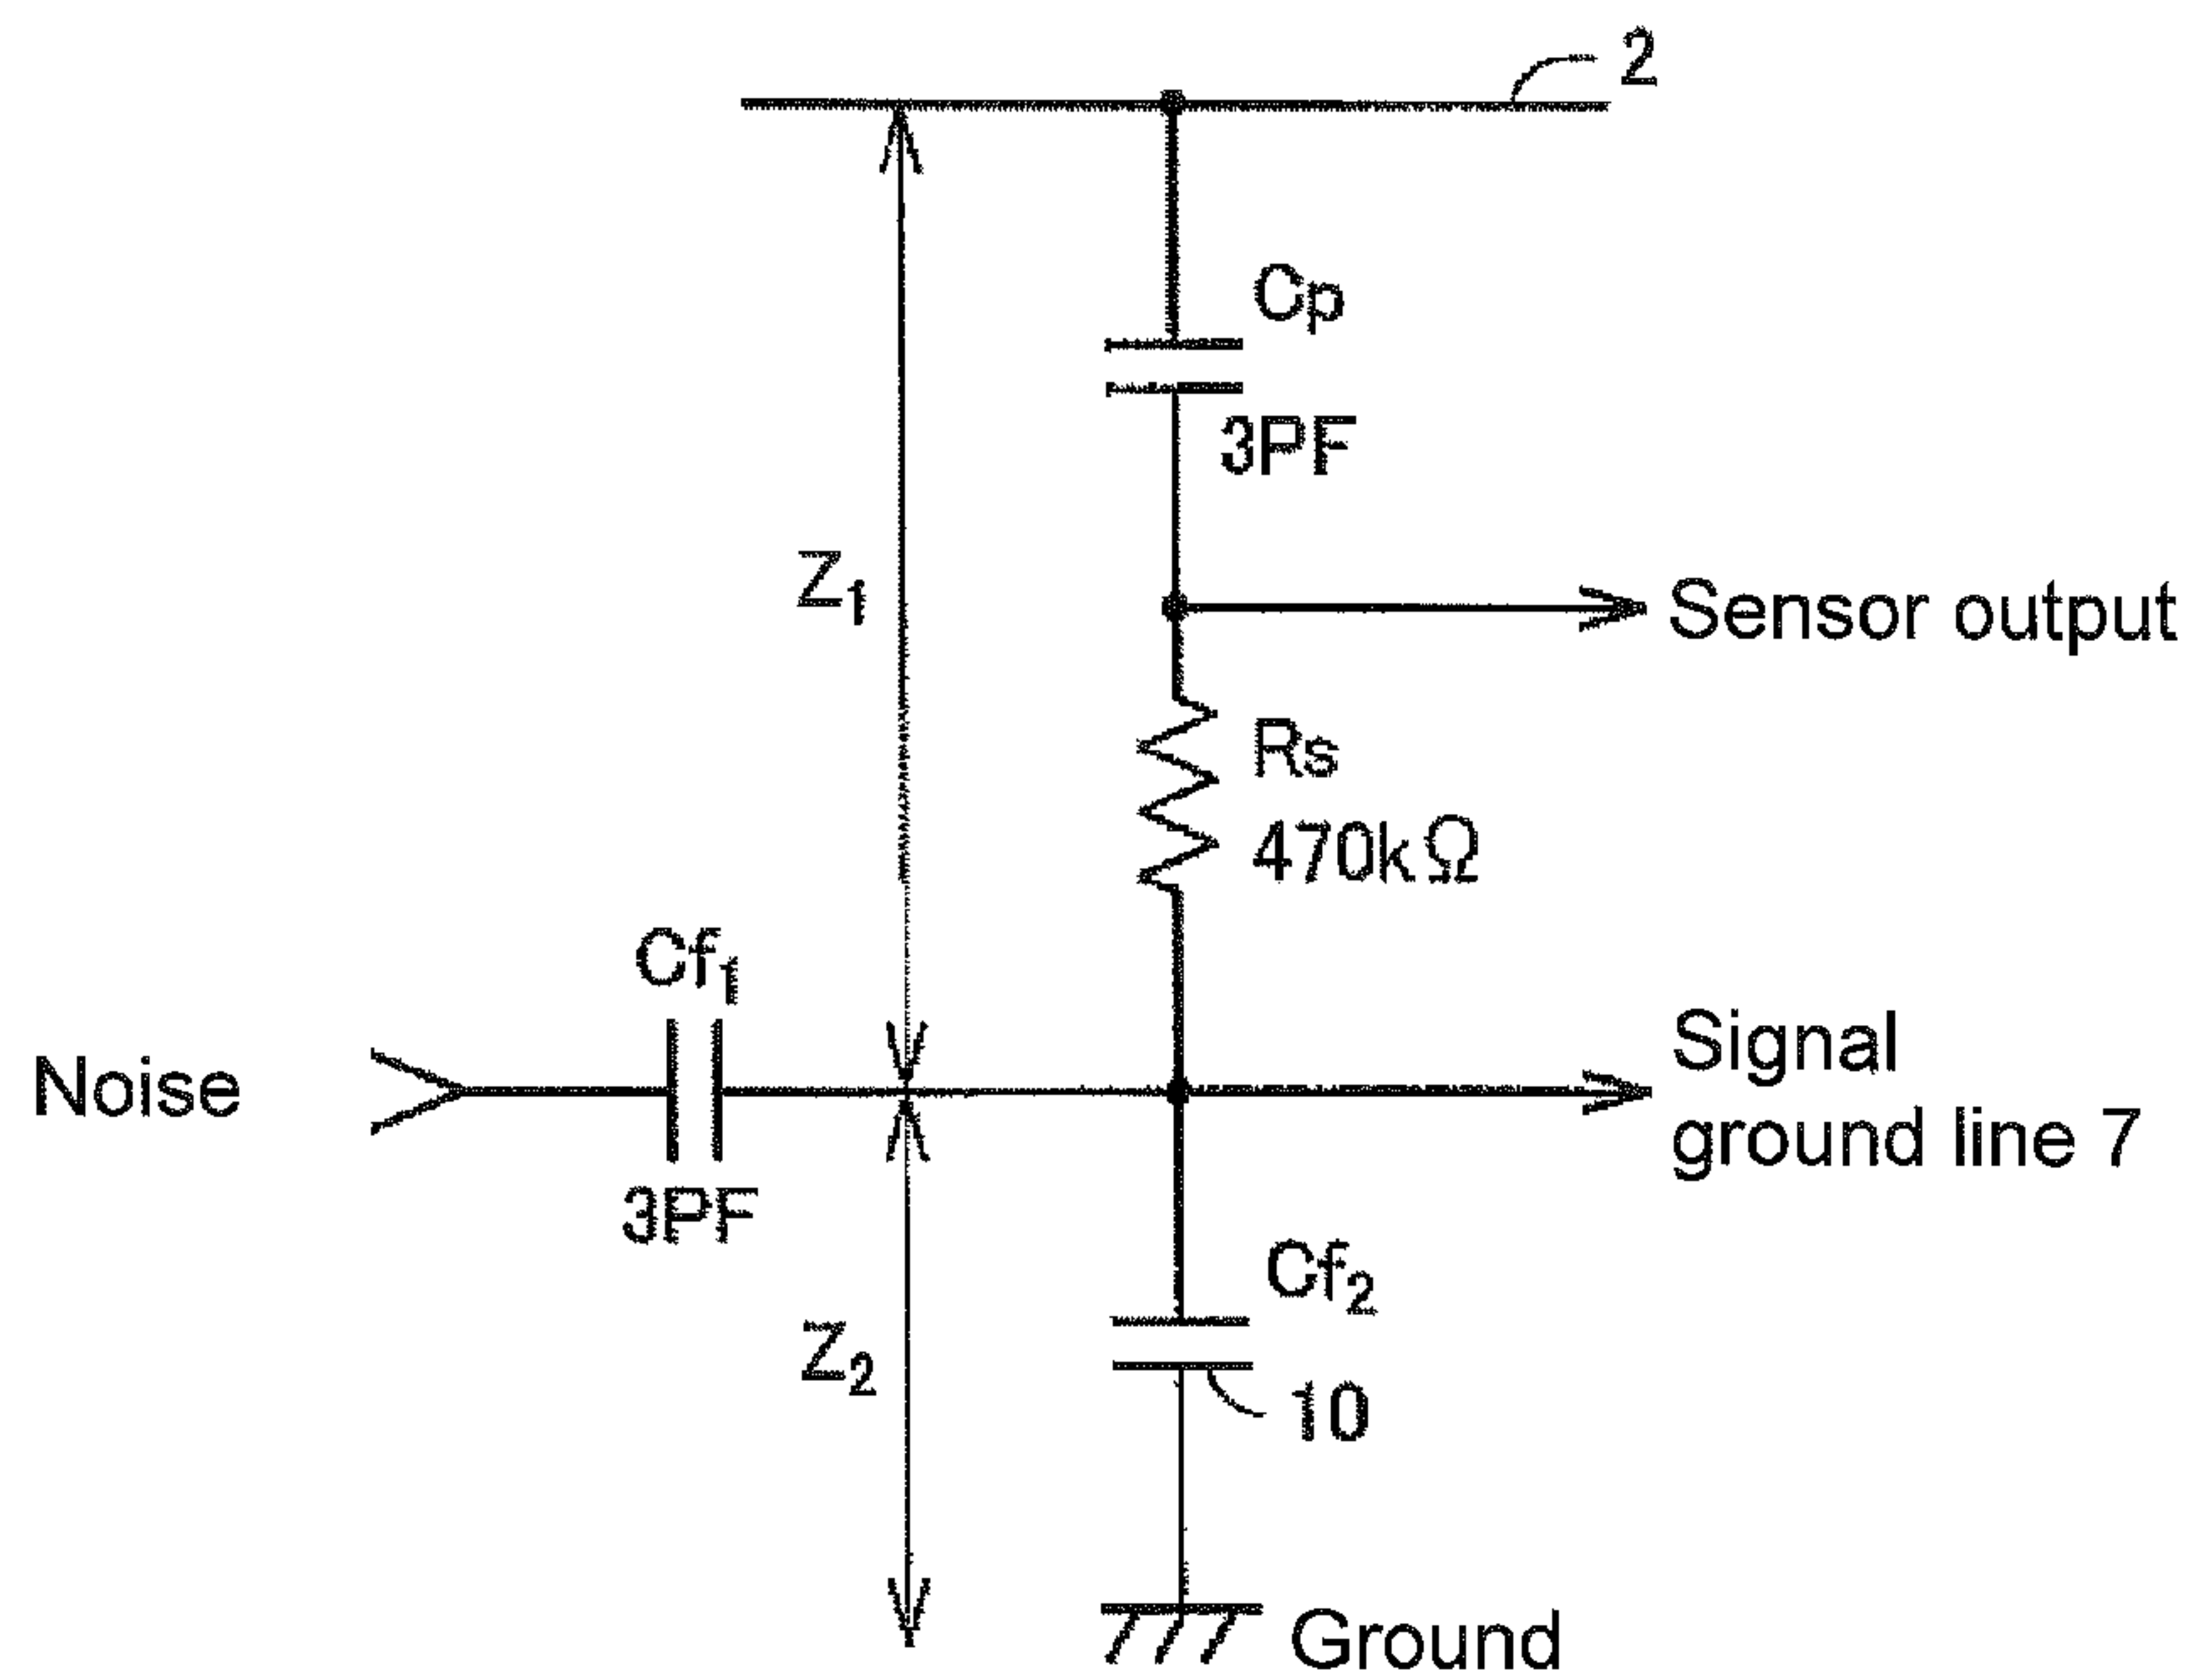 2
Cp
3PF
Z1
Sensor output
Rs
470kΩ
Cf1
Noise
Signal
ground line 7
3PF
Cf2
Z2
10
Ground